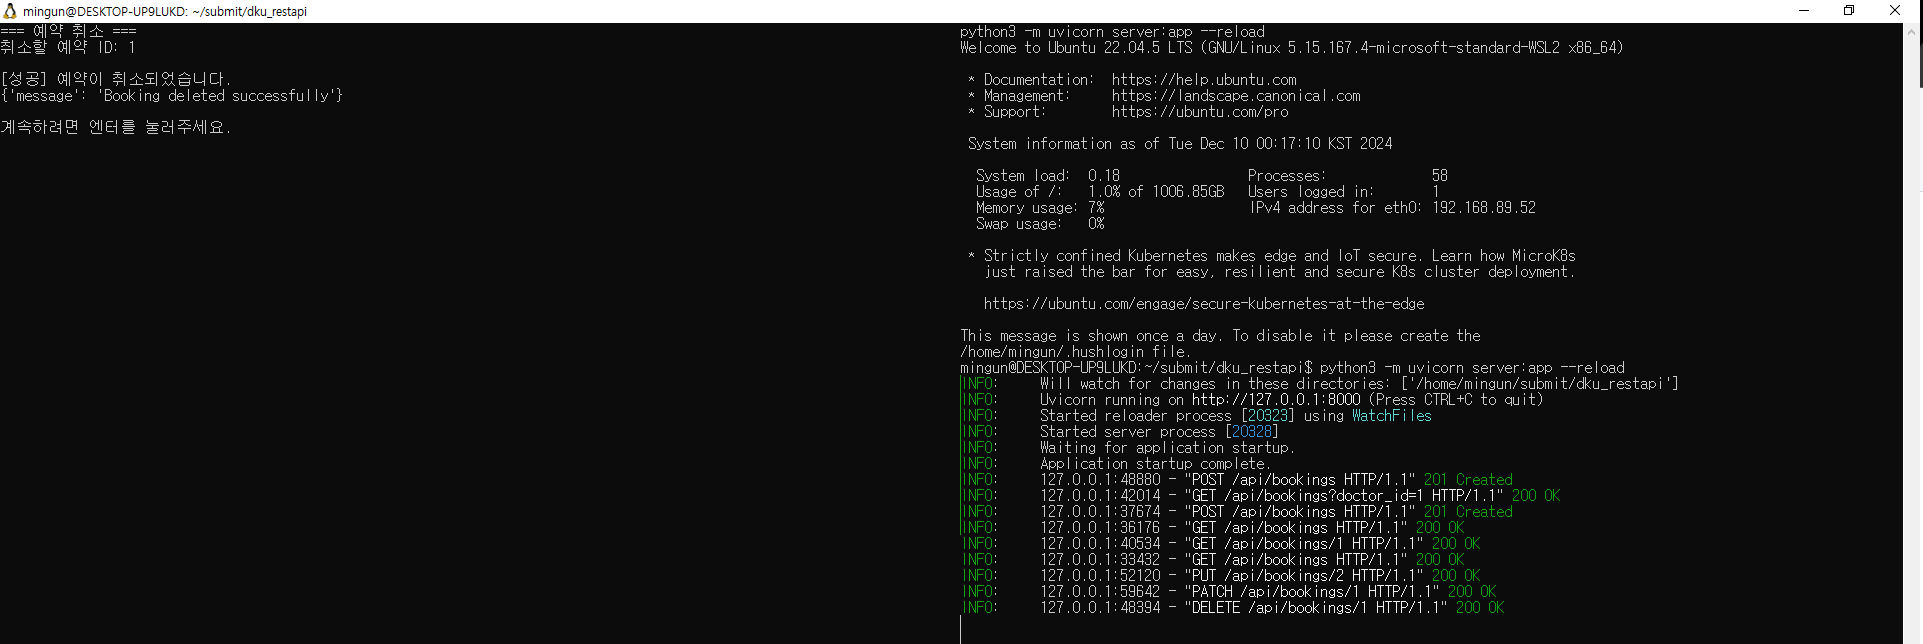 mingun@DESKTOP-UP9LUKD: ~/submit/dku_restapi
=== 예약 취소 ===
취소할 예약 ID: 1
[성공] 예약이 취소되었습니다.
{'message': 'Booking deleted successfully'}
계속하려면 엔터를 눌러주세요.
python3 -m uvicorn server:app --reload
Welcome to Ubuntu 22.04.5 LTS (GNU/Linux 5.15.167.4-microsoft-standard-WSL2 x86_64)
* Documentation:  https://help.ubuntu.com
* Management:     https://landscape.canonical.com
* Support:        https://ubuntu.com/pro
System information as of Tue Dec 10 00:17:10 KST 2024
System load:  0.18                Processes:             58
Usage of /:   1.0% of 1006.85GB   Users logged in:       1
Memory usage: 7%                  IPv4 address for eth0: 192.168.89.52
Swap usage:   0%
* Strictly confined Kubernetes makes edge and IoT secure. Learn how MicroK8s
just raised the bar for easy, resilient and secure K8s cluster deployment.
https://ubuntu.com/engage/secure-kubernetes-at-the-edge
This message is shown once a day. To disable it please create the
/home/mingun/.hushlogin file.
mingun@DESKTOP-UP9LUKD:~/submit/dku_restapi$ python3 -m uvicorn server:app --reload
INFO:     Will watch for changes in these directories: ['/home/mingun/submit/dku_restapi']
INFO:     Uvicorn running on http://127.0.0.1:8000 (Press CTRL+C to quit)
INFO:     Started reloader process [20323] using WatchFiles
INFO:     Started server process [20328]
INFO:     Waiting for application startup.
INFO:     Application startup complete.
INFO:     127.0.0.1:48880 - "POST /api/bookings HTTP/1.1" 201 Created
INFO:     127.0.0.1:42014 - "GET /api/bookings?doctor_id=1 HTTP/1.1" 200 OK
INFO:     127.0.0.1:37674 - "POST /api/bookings HTTP/1.1" 201 Created
INFO:     127.0.0.1:36176 - "GET /api/bookings HTTP/1.1" 200 OK
INFO:     127.0.0.1:40534 - "GET /api/bookings/1 HTTP/1.1" 200 OK
INFO:     127.0.0.1:33432 - "GET /api/bookings HTTP/1.1" 200 OK
INFO:     127.0.0.1:52120 - "PUT /api/bookings/2 HTTP/1.1" 200 OK
INFO:     127.0.0.1:59642 - "PATCH /api/bookings/1 HTTP/1.1" 200 OK
INFO:     127.0.0.1:48394 - "DELETE /api/bookings/1 HTTP/1.1" 200 OK